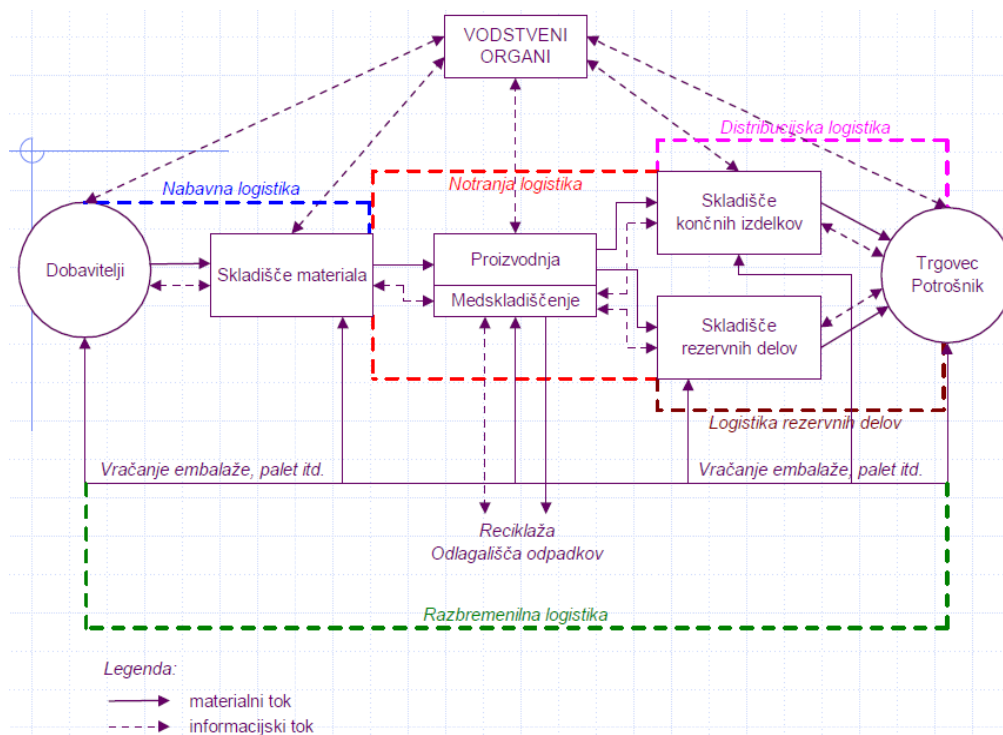 VODSTVENI
ORGANI
Distribucijska logistika
Nabavna logistika
Notranja logistika
Dobavitelji
Skladišče materiala
Proizvodnja
Medskladiščenje
Skladišče
končnih izdelkov
Skladišče
rezervnih delov
Trgovec
Potrošnik
Logistika rezervnih delov
Vračanje embalaže, palet itd.
Vračanje embalaže, palet itd.
Reciklaža
Odlagališča odpadkov
Razbremenilna logistika
Legenda:
materialni tok
informacijski tok